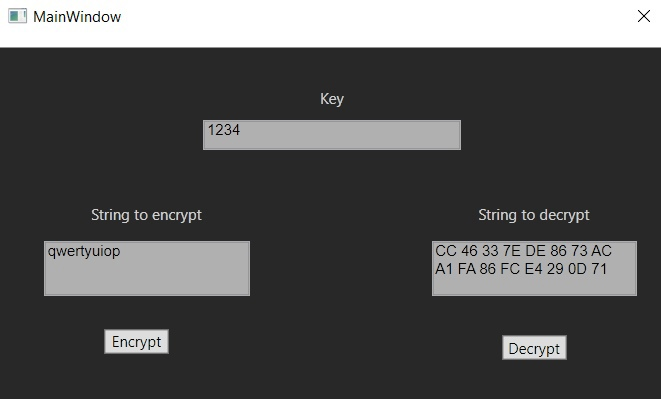 MainWindow
Key
1234
String to encrypt
String to decrypt
qwertyuiop
CC 46 33 7E DE 86 73 AC
A1 FA 86 FC E4 29 0D 71
Encrypt
Decrypt